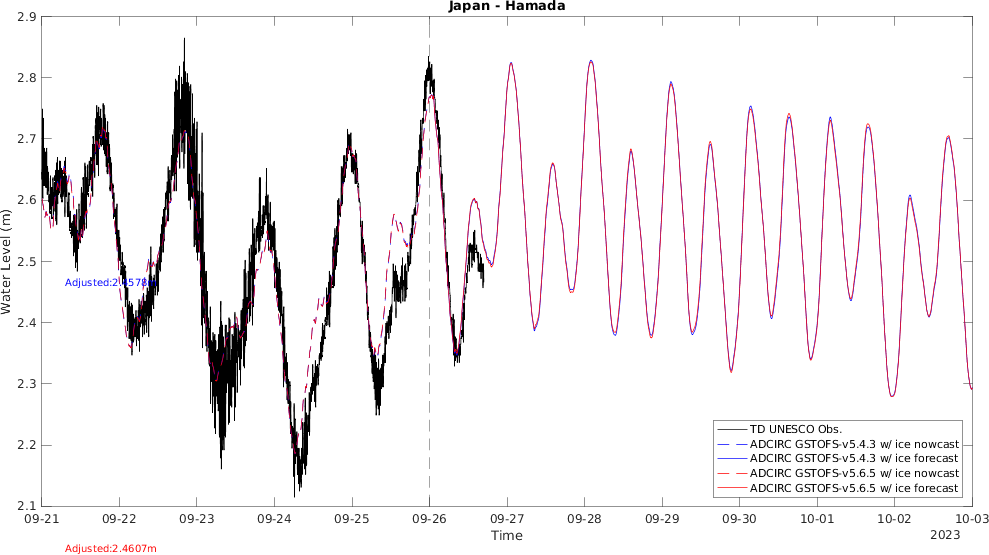 Japan - Hamada
2.9
2.8
2.7
2.6
2.5
2.4
2.3
2.2
2.1
Water Level (m)
Adjusted:2.4578m
TD UNESCO Obs.
ADCIRC GSTOFS-v5.4.3 w/ ice nowcast
ADCIRC GSTOFS-v5.4.3 w/ ice forecast
ADCIRC GSTOFS-v5.6.5 w/ ice nowcast
ADCIRC GSTOFS-v5.6.5 w/ ice forecast
09-21 09-22 09-23 09-24 09-25 09-26 09-27 09-28 09-29 09-30 10-01 10-02 10-03
Time
2023
Adjusted:2.4607m